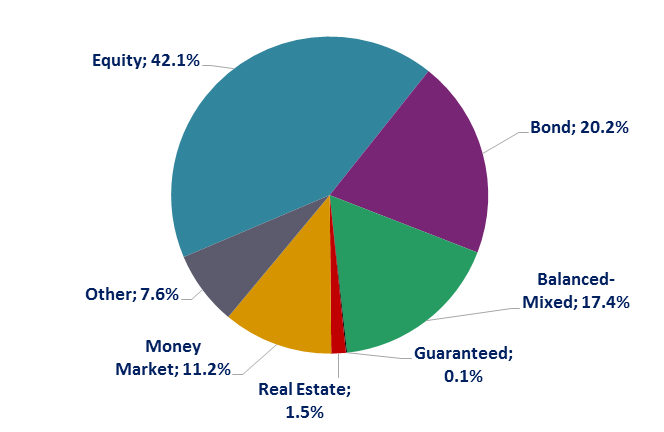 Equity; 42.1%
Bond; 20.2%
Balanced-
Mixed; 17.4%
Guaranteed;
0.1%
Real Estate;
1.5%
Money
Market; 11.2%
Other; 7.6%